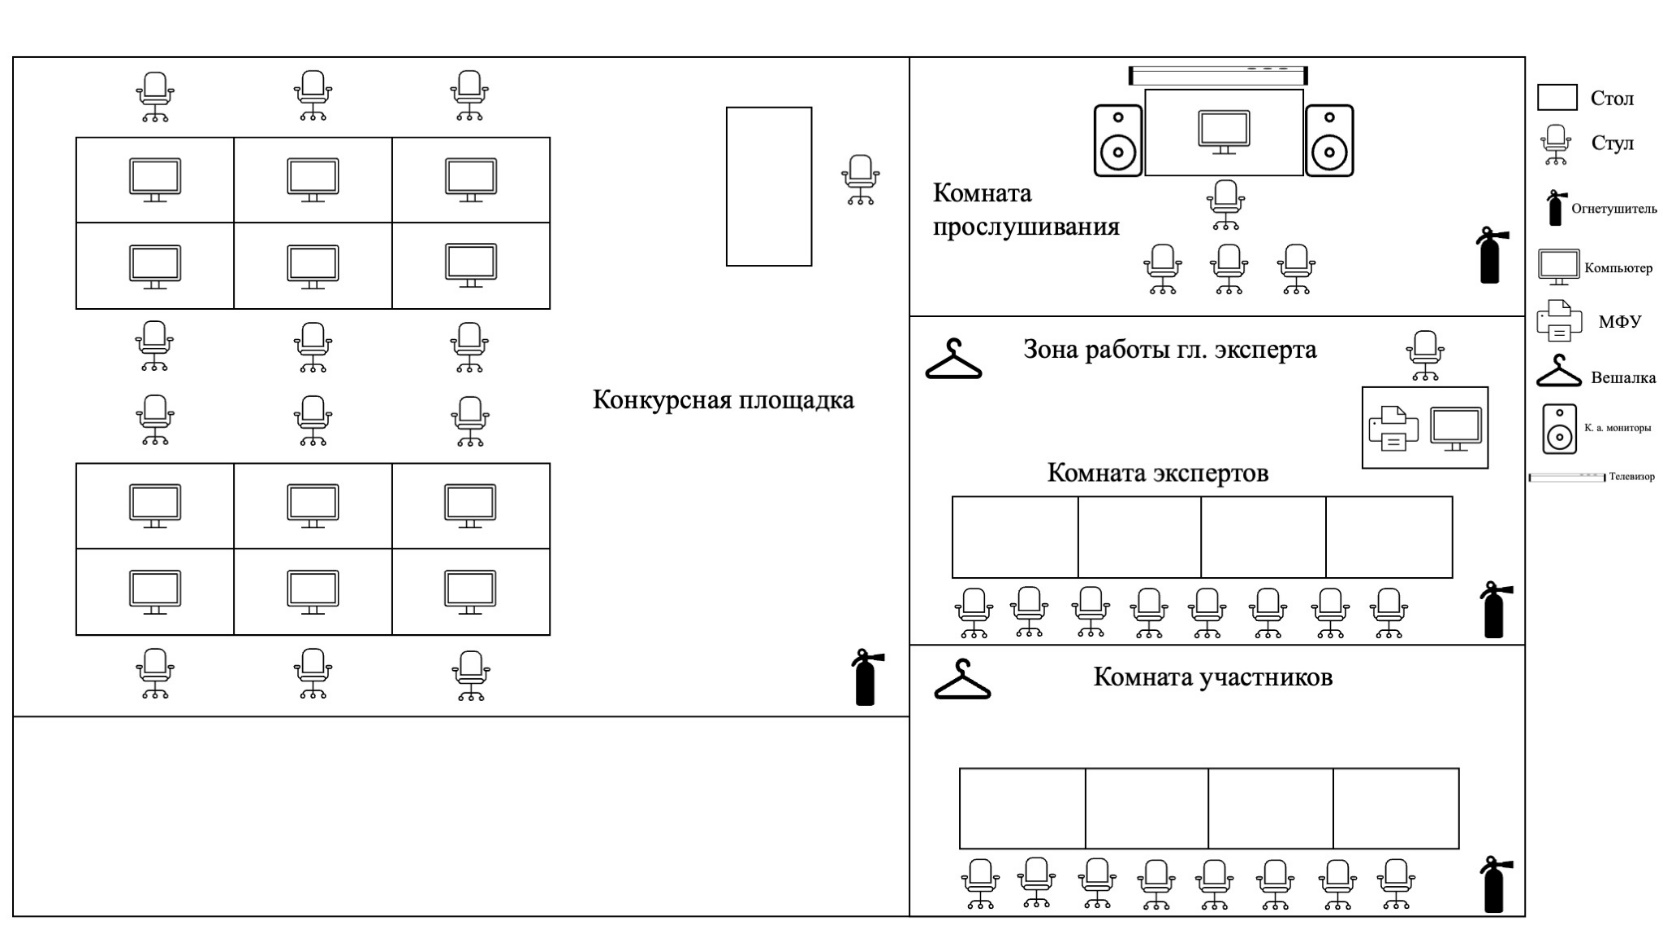 Конкурсная площадка
Комната
прослушивания
Зона работы гл. эксперта
Комната экспертов
Комната участников
Стол
Стул
Огнетушитель
Компьютер
МФУ
Вешалка
К. а. мониторы
Телевизор